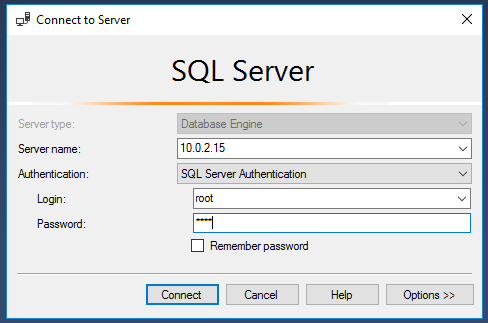 Connect to Server
SQL Server
Server type: Database Engine
Server name: 10.0.2.15
Authentication: SQL Server Authentication
Login: root
Password: ****
Remember password
Connect Cancel Help Options >>